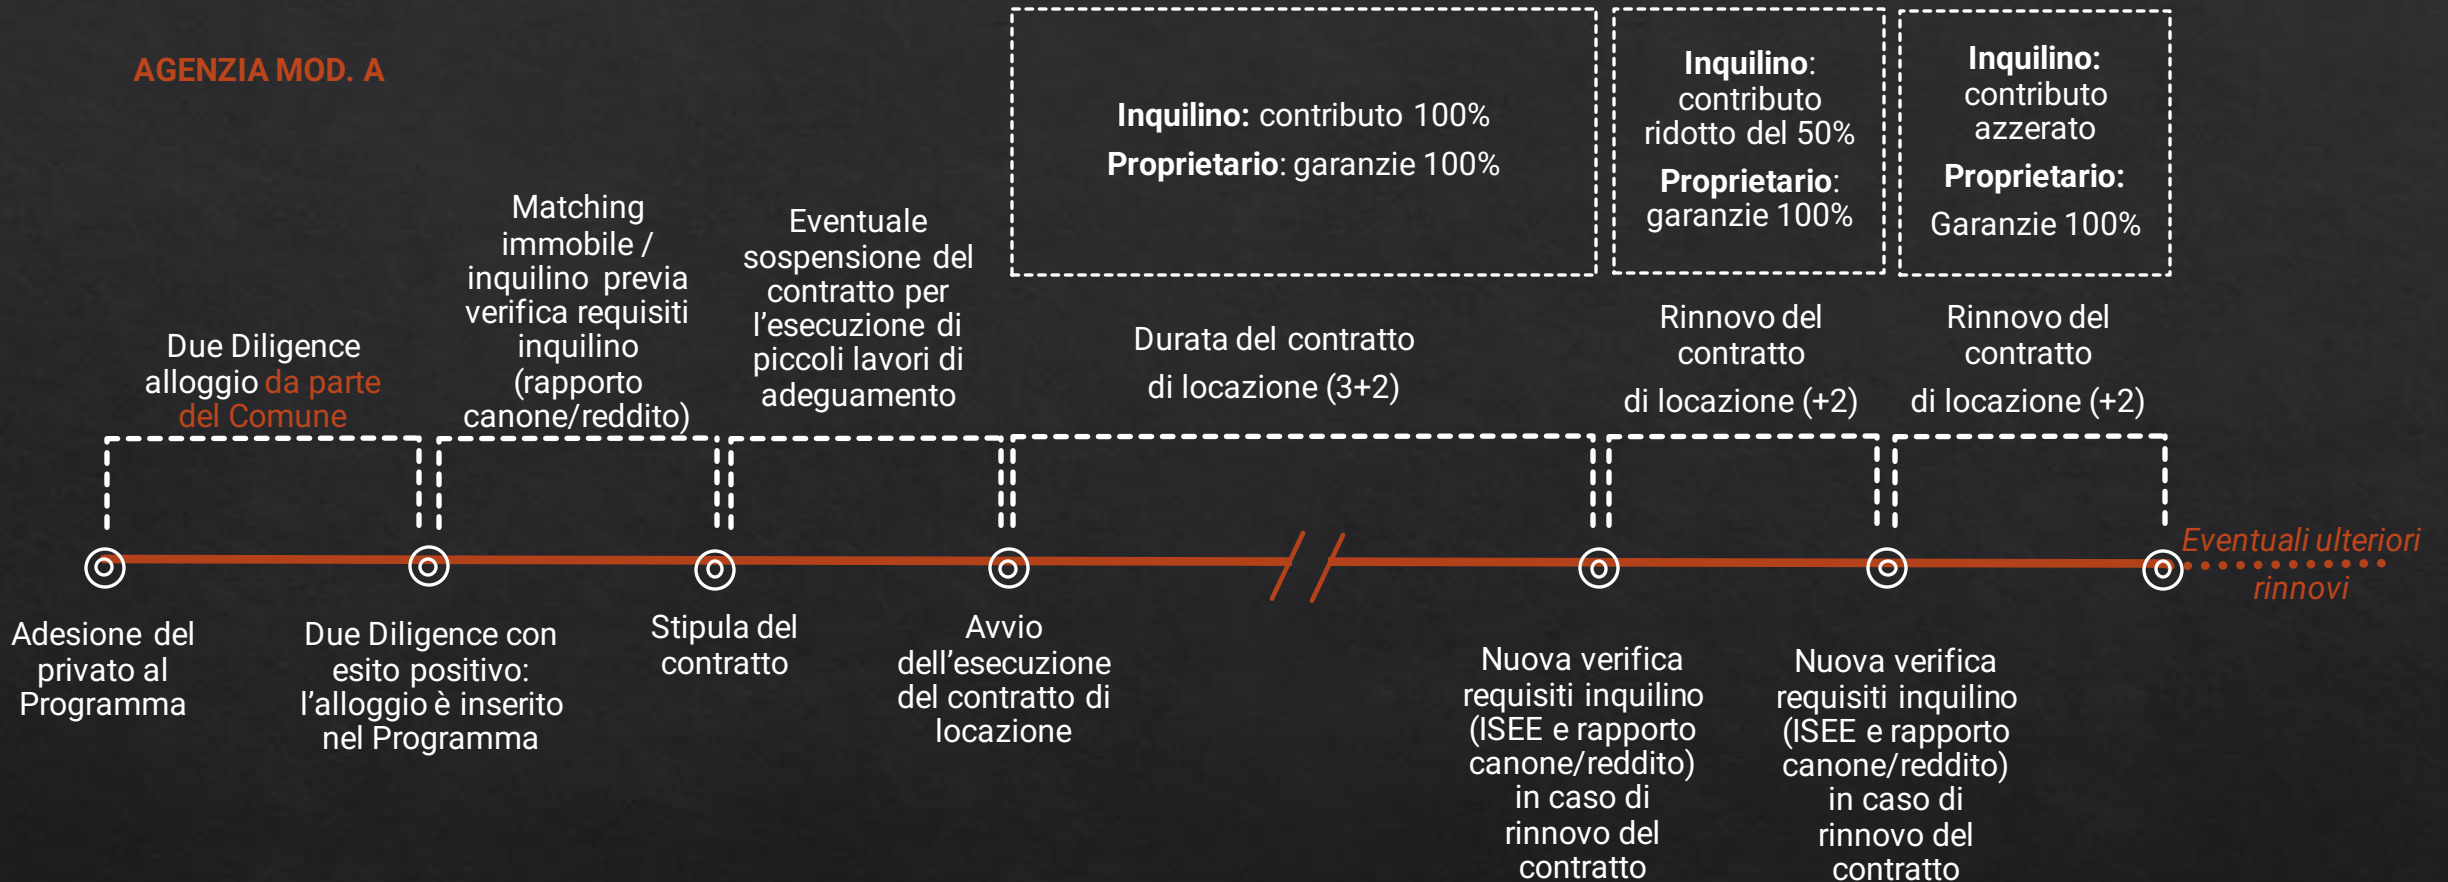 AGENZIA MOD. A
Due Diligence
alloggio da parte
del Comune
Matching
immobile /
inquilino previa
verifica requisiti
inquilino
(rapporto
canone/reddito)
Eventuale
sospensione del
contratto per
l’esecuzione di
piccoli lavori di
adeguamento
Inquilino: contributo 100%
Proprietario: garanzie 100%
Durata del contratto
di locazione (3+2)
Inquilino:
contributo
ridotto del 50%
Proprietario:
garanzie 100%
Rinnovo del
contratto
di locazione (+2)
Inquilino:
contributo
azzerato
Proprietario:
Garanzie 100%
Rinnovo del
contratto
di locazione (+2)
Eventuali ulteriori
rinnovi
Adesione del
privato al
Programma
Due Diligence con
esito positivo:
l’alloggio è inserito
nel Programma
Stipula del
contratto
Avvio
dell’esecuzione
del contratto di
locazione
Nuova verifica
requisiti inquilino
(ISEE e rapporto
canone/reddito)
in caso di
rinnovo del
contratto
Nuova verifica
requisiti inquilino
(ISEE e rapporto
canone/reddito)
in caso di
rinnovo del
contratto